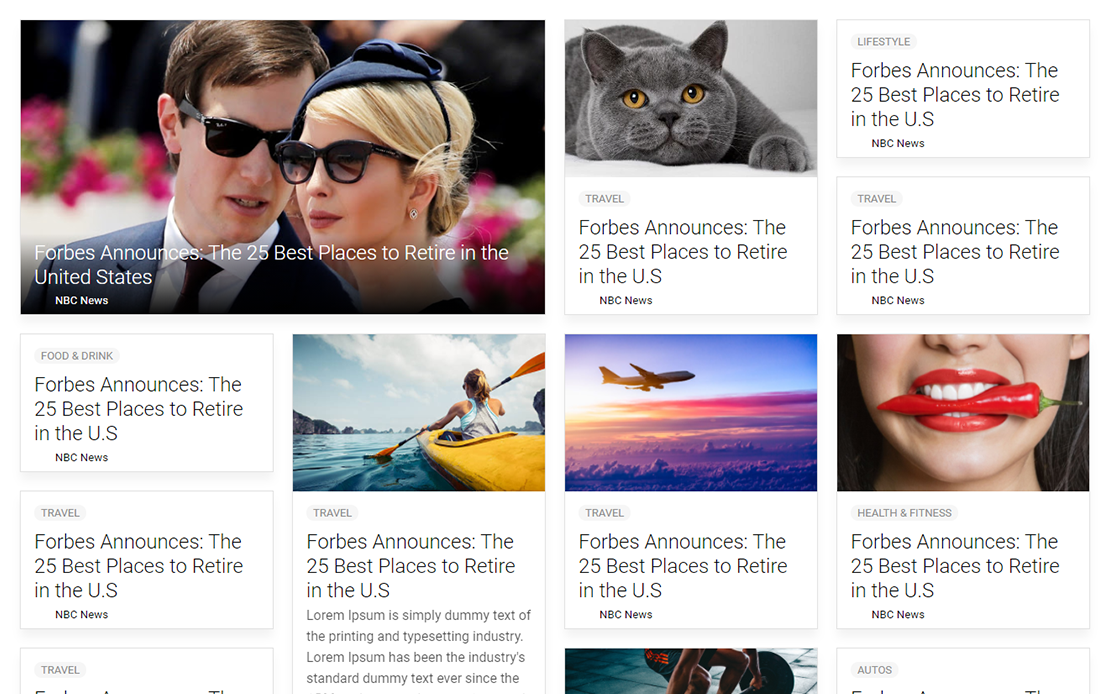 Forbes Announces: The 25 Best Places to Retire in the
United States
NBC News
TRAVEL
Forbes Announces: The
25 Best Places to Retire
in the U.S
NBC News
LIFESTYLE
Forbes Announces: The
25 Best Places to Retire
in the U.S
NBC News
TRAVEL
Forbes Announces: The
25 Best Places to Retire
in the U.S
NBC News
FOOD & DRINK
Forbes Announces: The
25 Best Places to Retire
in the U.S
NBC News
TRAVEL
Forbes Announces: The
25 Best Places to Retire
in the U.S
NBC News
TRAVEL
TRAVEL
Forbes Announces: The
25 Best Places to Retire
in the U.S
Lorem Ipsum is simply dummy text of
the printing and typesetting industry.
Lorem Ipsum has been the industry's
standard dummy text ever since the
TRAVEL
Forbes Announces: The
25 Best Places to Retire
in the U.S
NBC News
HEALTH & FITNESS
Forbes Announces: The
25 Best Places to Retire
in the U.S
NBC News
AUTOS